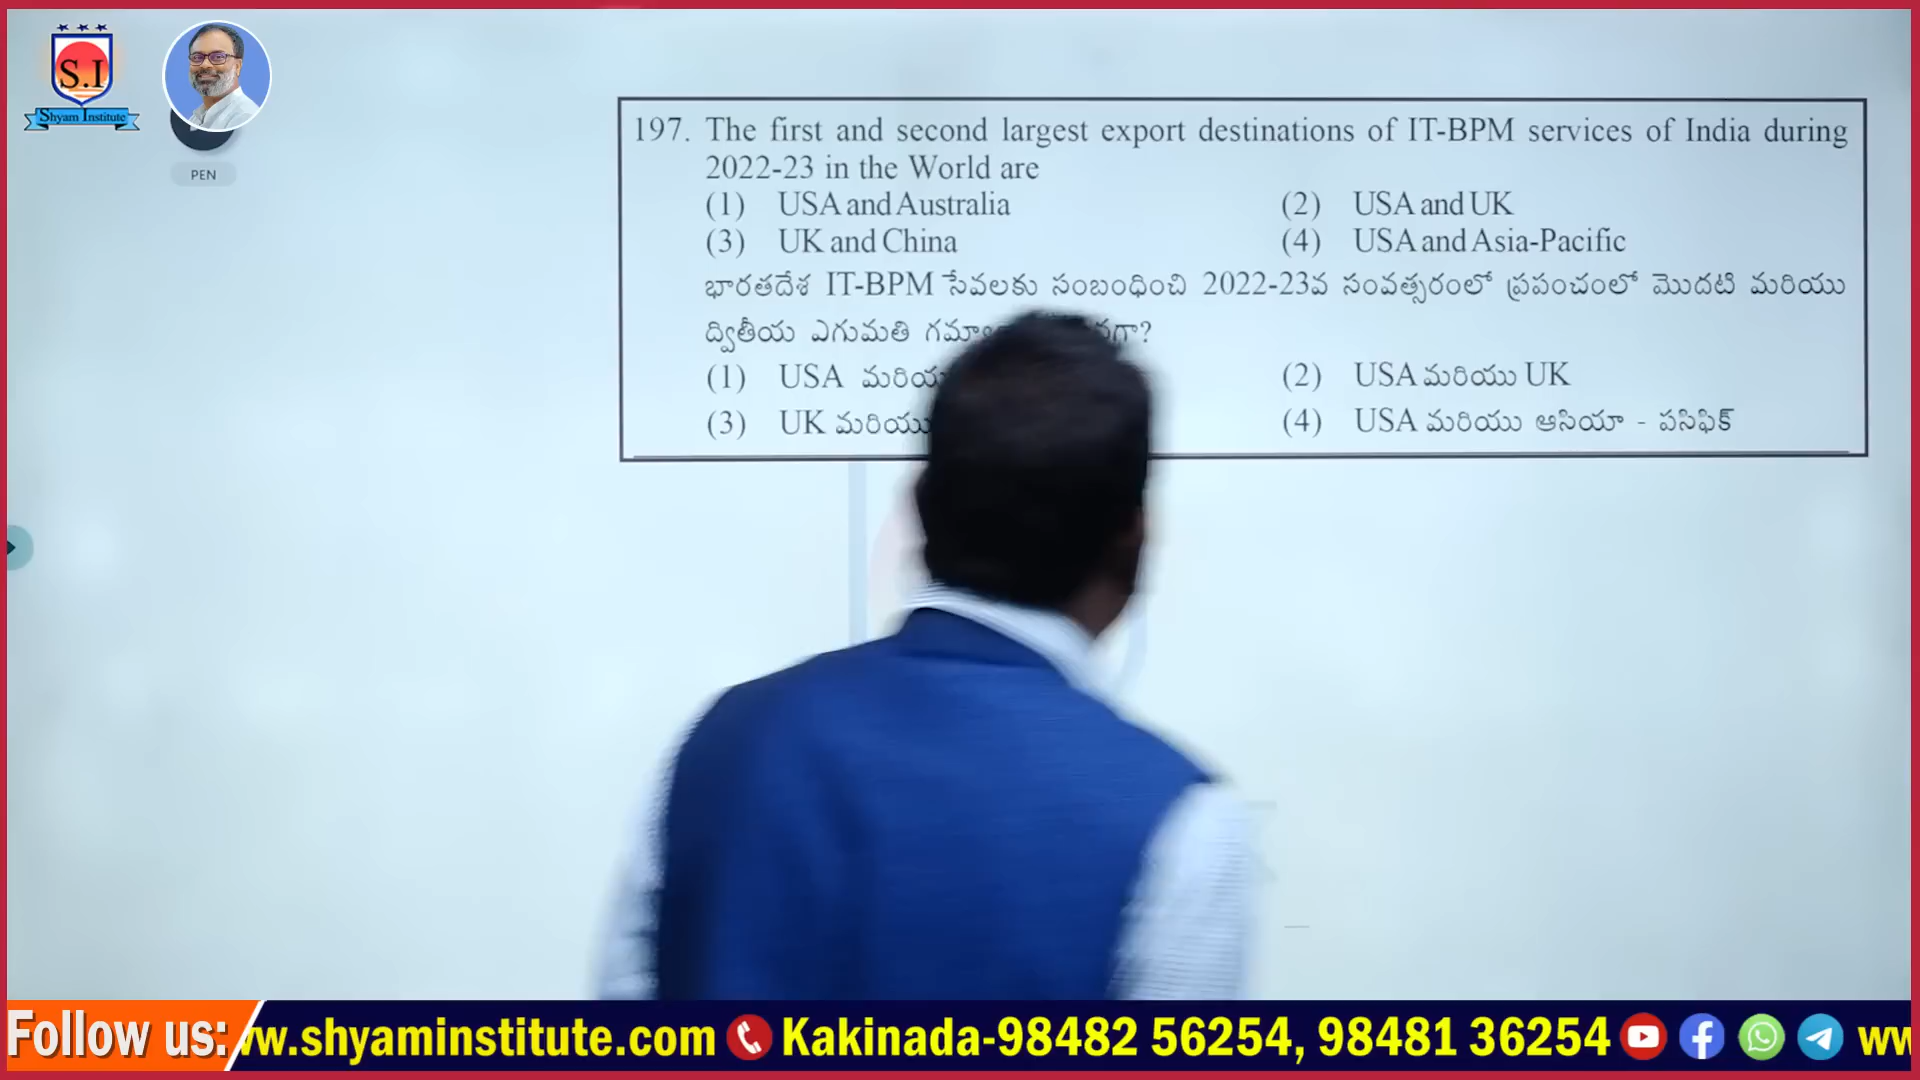 S.I
Shyam Institute
PEN
197. The first and second largest export destinations of IT-BPM services of India during
2022-23 in the World are
(1) USA and Australia (2) USA and UK
(3) UK and China (4) USA and Asia-Pacific
భారతదేశ IT-BPM సేవలకు సంబంధించి 2022-23వ సంవత్సరంలో ప్రపంచంలో మొదటి మరియు
ద్వితీయ ఎగుమతి
(1) USA (2) USA మరియు UK
(3) UK మరియు (4) USA మరియు ఆసియా - పసిఫిక్
Follow us: www.shyaminstitute.com Kakinada-98482 56254, 98481 36254